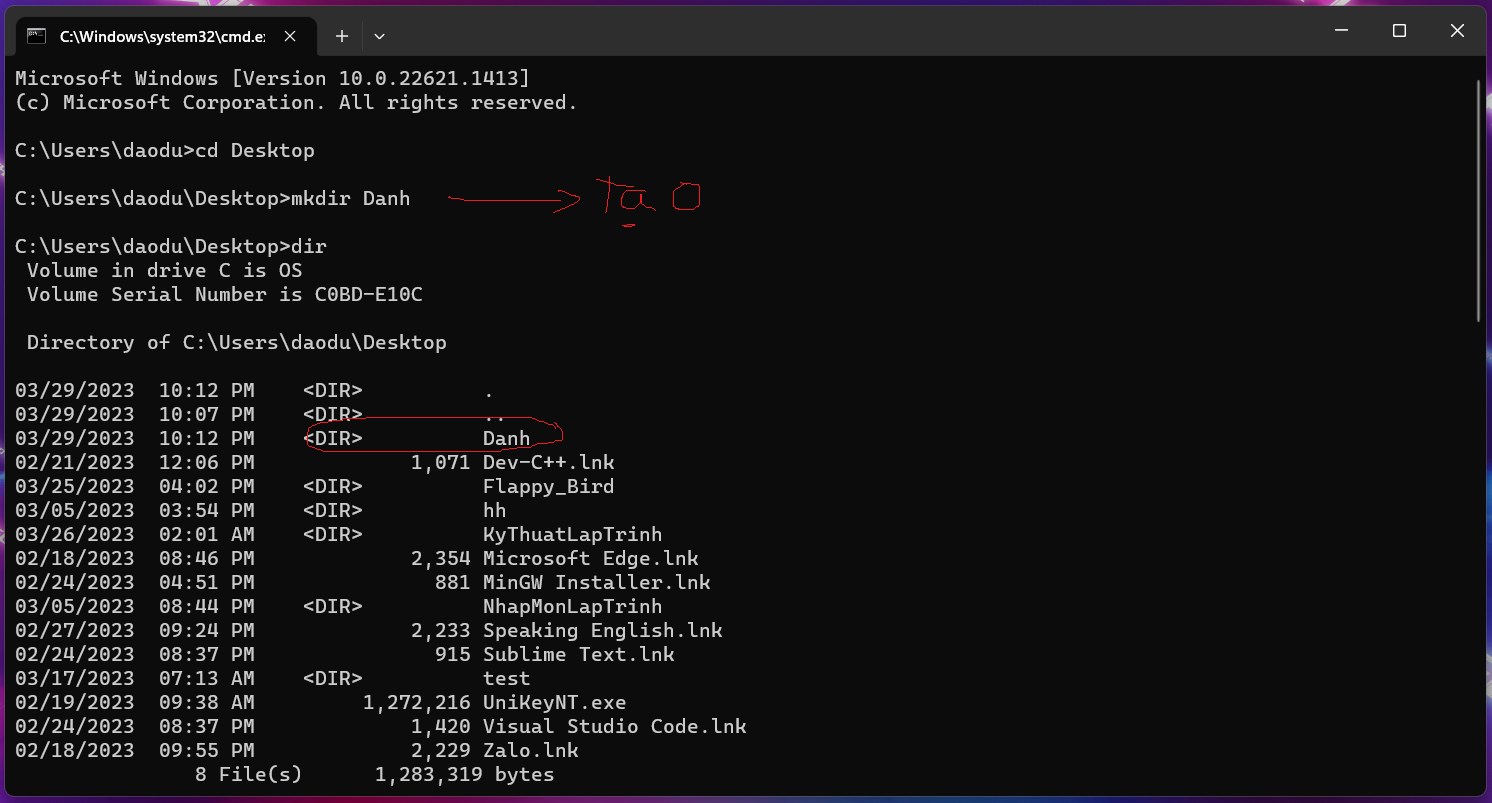 C:\Windows\system32\cmd.e
Microsoft Windows [Version 10.0.22621.1413]
(c) Microsoft Corporation. All rights reserved.
C:\Users\daodu>cd Desktop
C:\Users\daodu\Desktop>mkdir Danh → Tạo
C:\Users\daodu\Desktop>dir
Volume in drive C is OS
Volume Serial Number is C0BD-E10C
Directory of C:\Users\daodu\Desktop
03/29/2023  10:12 PM    <DIR>          .
03/29/2023  10:07 PM    <DIR>          ..
03/29/2023  10:12 PM    <DIR>          Danh
02/21/2023  12:06 PM             1,071 Dev-C++.lnk
03/25/2023  04:02 PM    <DIR>          Flappy_Bird
03/05/2023  03:54 PM    <DIR>          hh
03/26/2023  02:01 AM    <DIR>          KyThuatLapTrinh
02/18/2023  08:46 PM             2,354 Microsoft Edge.lnk
02/24/2023  04:51 PM               881 MinGW Installer.lnk
03/05/2023  08:44 PM    <DIR>          NhapMonLapTrinh
02/27/2023  09:24 PM             2,233 Speaking English.lnk
02/24/2023  08:37 PM               915 Sublime Text.lnk
03/17/2023  07:13 AM    <DIR>          test
02/19/2023  09:38 AM         1,272,216 UniKeyNT.exe
02/24/2023  08:37 PM             1,420 Visual Studio Code.lnk
02/18/2023  09:55 PM             2,229 Zalo.lnk
8 File(s)      1,283,319 bytes